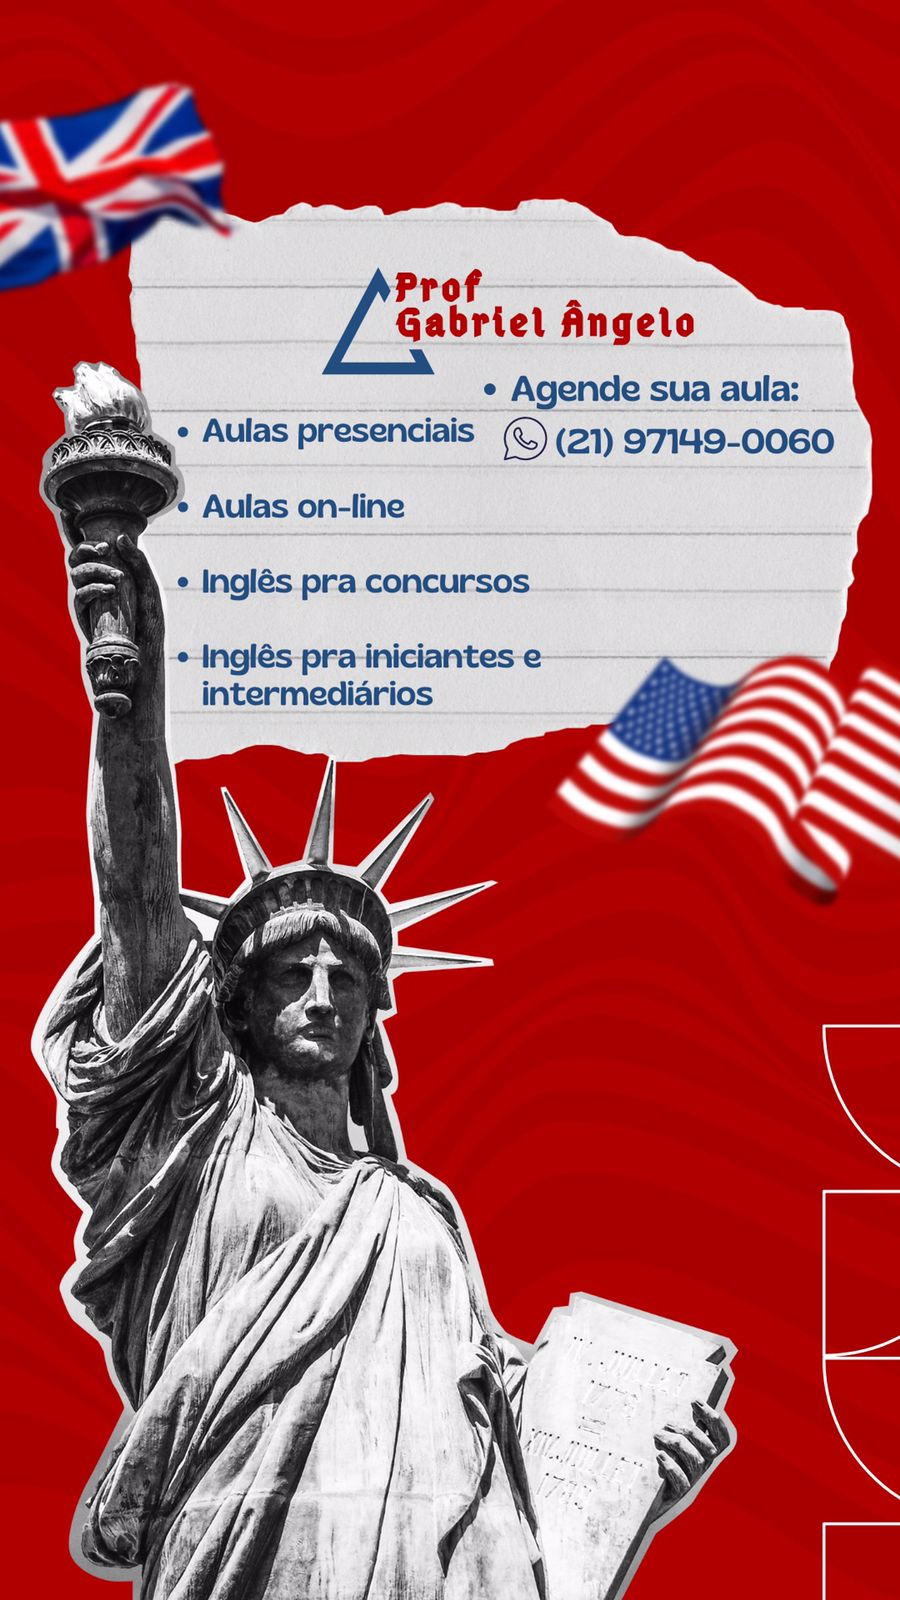 Prof
Gabriel Ângelo
• Agende sua aula:
(21) 97149-0060
• Aulas presenciais
• Aulas on-line
• Inglês pra concursos
• Inglês pra iniciantes e
intermediários
JUILLET